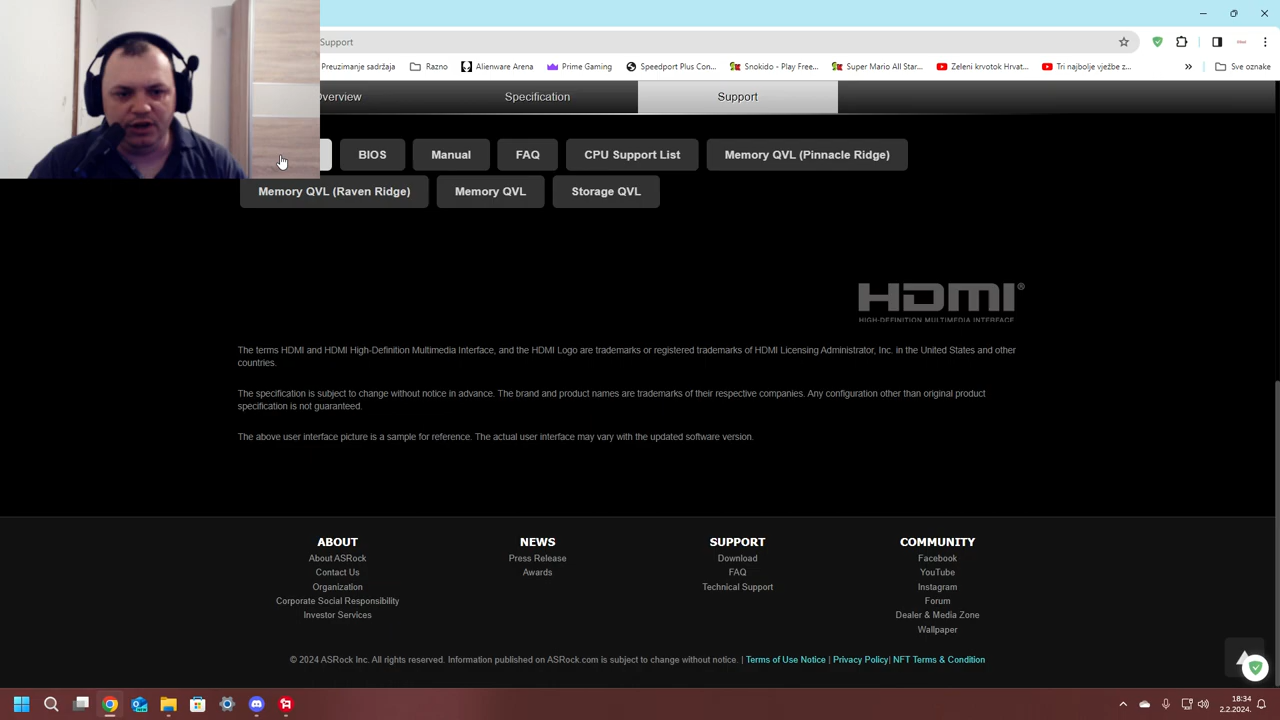 Support
Preuzimanje sadržaja
Razno
Alienware Arena
Prime Gaming
Speedport Plus Con...
Snokido - Play Free...
Super Mario All Star...
Zeleni krvotok Hrvat...
Tri najbolje vježbe z...
»
Sve oznake
Overview
Specification
Support
BIOS
Manual
FAQ
CPU Support List
Memory QVL (Pinnacle Ridge)
Memory QVL (Raven Ridge)
Memory QVL
Storage QVL
HDMI®
HIGH-DEFINITION MULTIMEDIA INTERFACE
The terms HDMI and HDMI High-Definition Multimedia Interface, and the HDMI Logo are trademarks or registered trademarks of HDMI Licensing Administrator, Inc. in the United States and other
countries.
The specification is subject to change without notice in advance. The brand and product names are trademarks of their respective companies. Any configuration other than original product
specification is not guaranteed.
The above user interface picture is a sample for reference. The actual user interface may vary with the updated software version.
ABOUT
About ASRock
Contact Us
Organization
Corporate Social Responsibility
Investor Services
NEWS
Press Release
Awards
SUPPORT
Download
FAQ
Technical Support
COMMUNITY
Facebook
YouTube
Instagram
Forum
Dealer & Media Zone
Wallpaper
© 2024 ASRock Inc. All rights reserved. Information published on ASRock.com is subject to change without notice. | Terms of Use Notice | Privacy Policy| NFT Terms & Condition
18:34
2.2.2024.